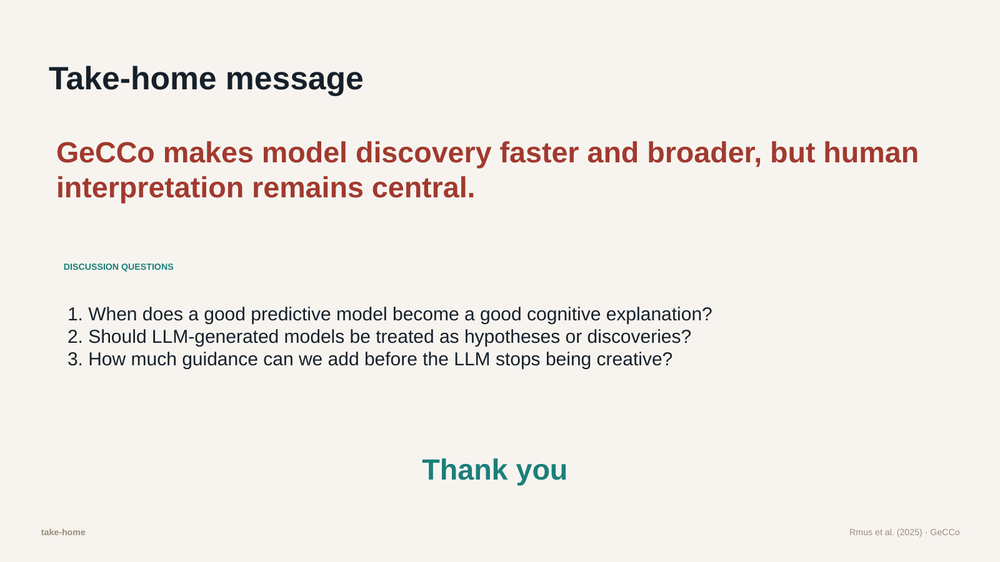 Take-home message
GeCCo makes model discovery faster and broader, but human
interpretation remains central.
DISCUSSION QUESTIONS
1. When does a good predictive model become a good cognitive explanation?
2. Should LLM-generated models be treated as hypotheses or discoveries?
3. How much guidance can we add before the LLM stops being creative?
Thank you
take-home
Rmus et al. (2025) · GeCCo